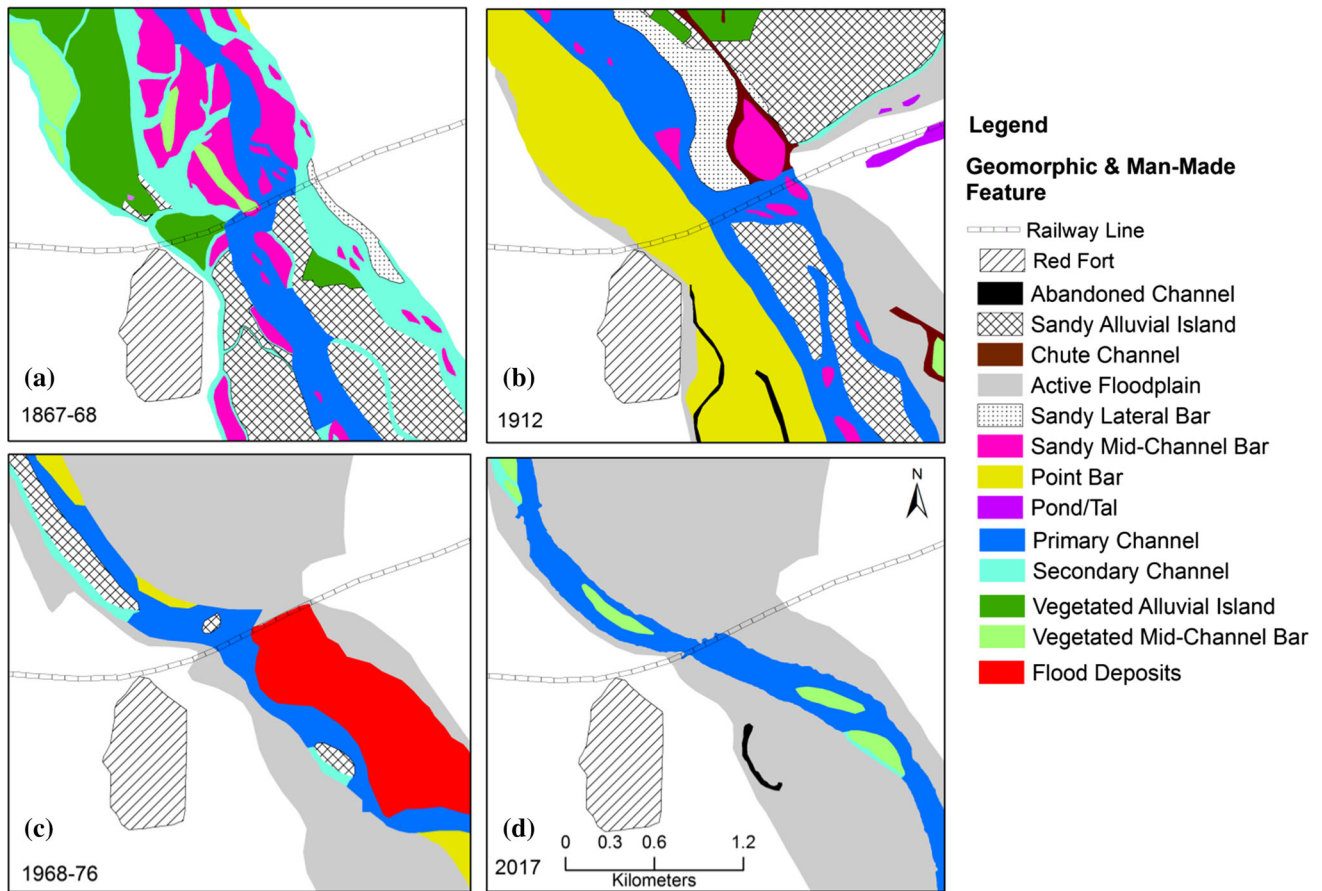 (a)
1867-68
(b)
1912
(c)
1968-76
N
(d)
2017
0 0.3 0.6 1.2
Kilometers
Legend
Geomorphic & Man-Made
Feature
Railway Line
Red Fort
Abandoned Channel
Sandy Alluvial Island
Chute Channel
Active Floodplain
Sandy Lateral Bar
Sandy Mid-Channel Bar
Point Bar
Pond/Tal
Primary Channel
Secondary Channel
Vegetated Alluvial Island
Vegetated Mid-Channel Bar
Flood Deposits